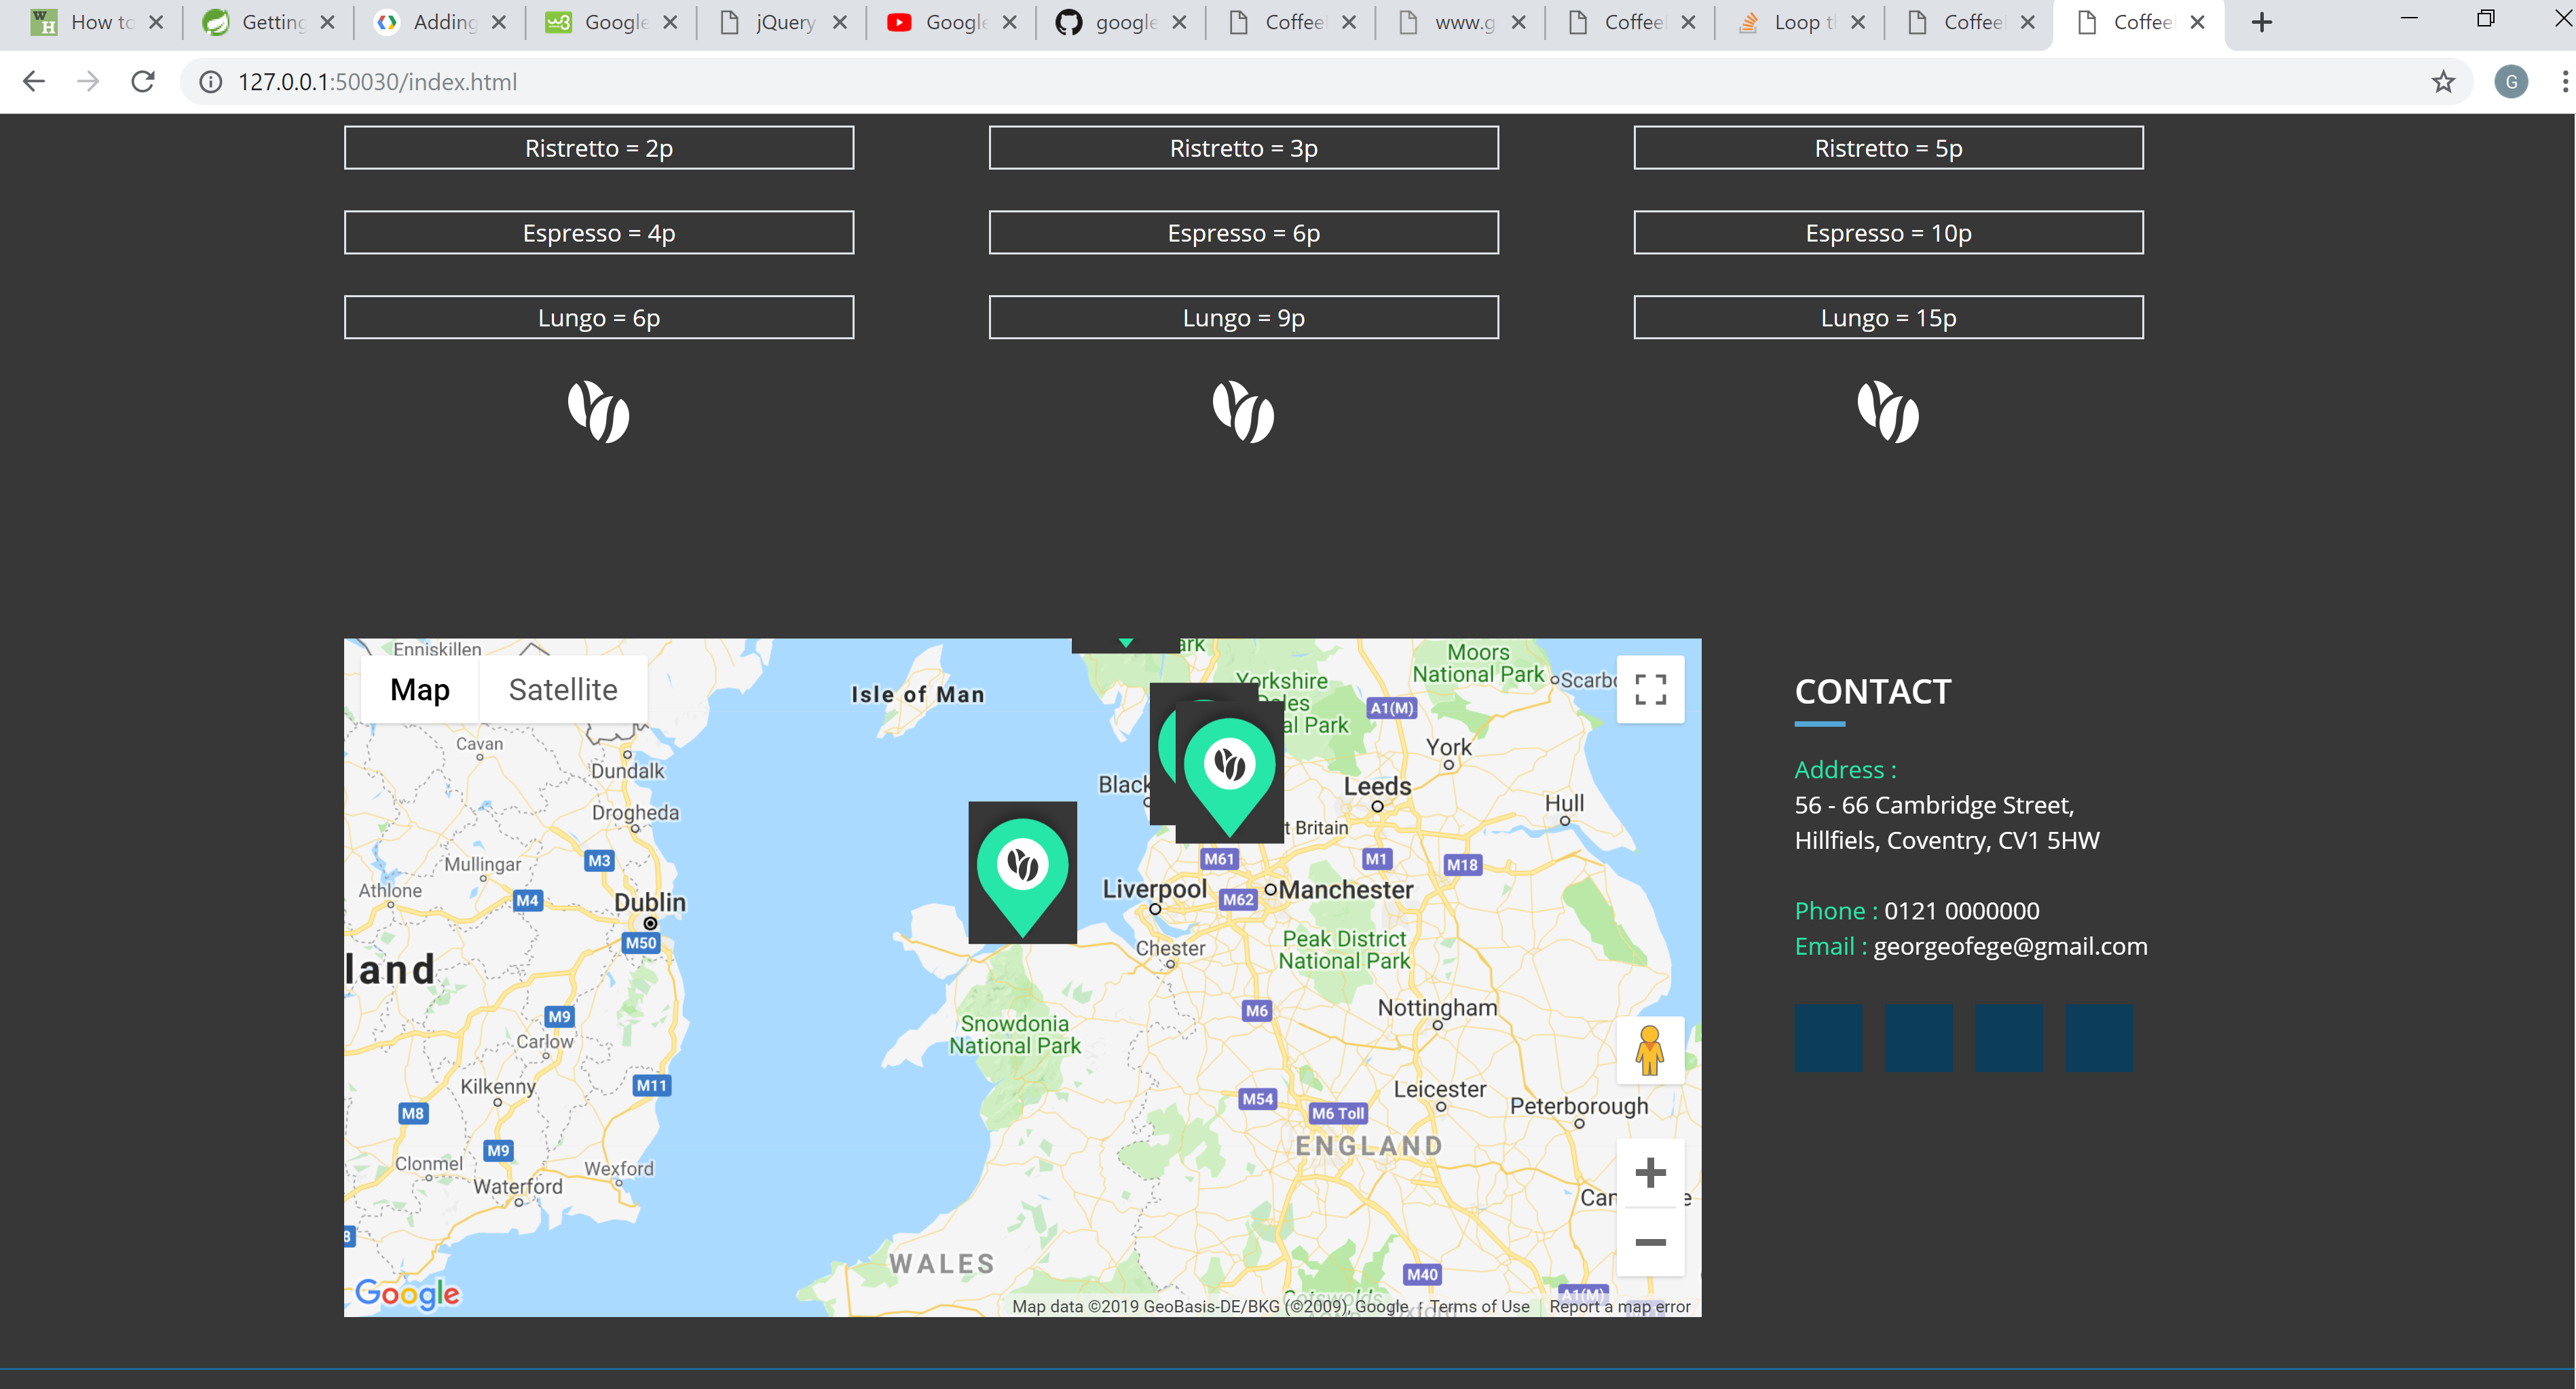 How to
Getting
Adding
Google
jQuery
Google
google
Coffee
www.g
Coffee
Loop t
Coffee
Coffee
127.0.0.1:50030/index.html
G
Ristretto = 2p
Ristretto = 3p
Ristretto = 5p
Espresso = 4p
Espresso = 6p
Espresso = 10p
Lungo = 6p
Lungo = 9p
Lungo = 15p
Enniskillen
Map
Satellite
Isle of Man
ark
Yorkshire
Dales
al Park
Moors
National Park
Scarbo
A1(M)
Cavan
Dundalk
York
Black
Leeds
Drogheda
Hull
t Britain
M3
Mullingar
M61
M1
M18
Athlone
M4
Dublin
Liverpool
M62
Manchester
M50
Chester
Peak District
National Park
land
M6
Nottingham
M9
Snowdonia
National Park
Carlow
Kilkenny
M11
Leicester
M8
M54
M6 Toll
Peterborough
ENGLAND
M9
Clonmel
Wexford
Waterford
Can
e
8
WALES
M40
Cotswolds
A1(M)
Google
Map data ©2019 GeoBasis-DE/BKG (©2009), Google
Terms of Use
Report a map error
CONTACT
Address :
56 - 66 Cambridge Street,
Hillfiels, Coventry, CV1 5HW
Phone : 0121 0000000
Email : georgeofege@gmail.com